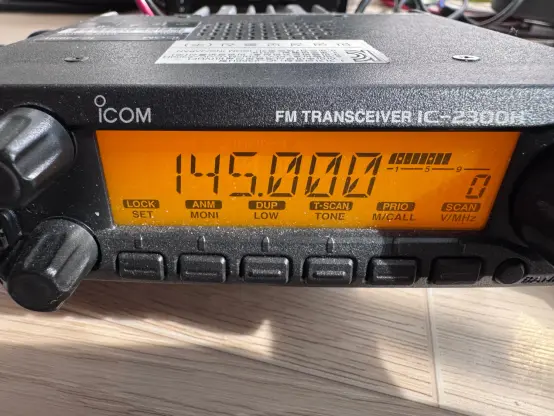 ICOM
FM TRANSCEIVER IC-2300H
145.000
1 5 9
0
LOCK ANM DUP T-SCAN PRIO SCAN
SET MONI LOW TONE M/CALL V/MHz